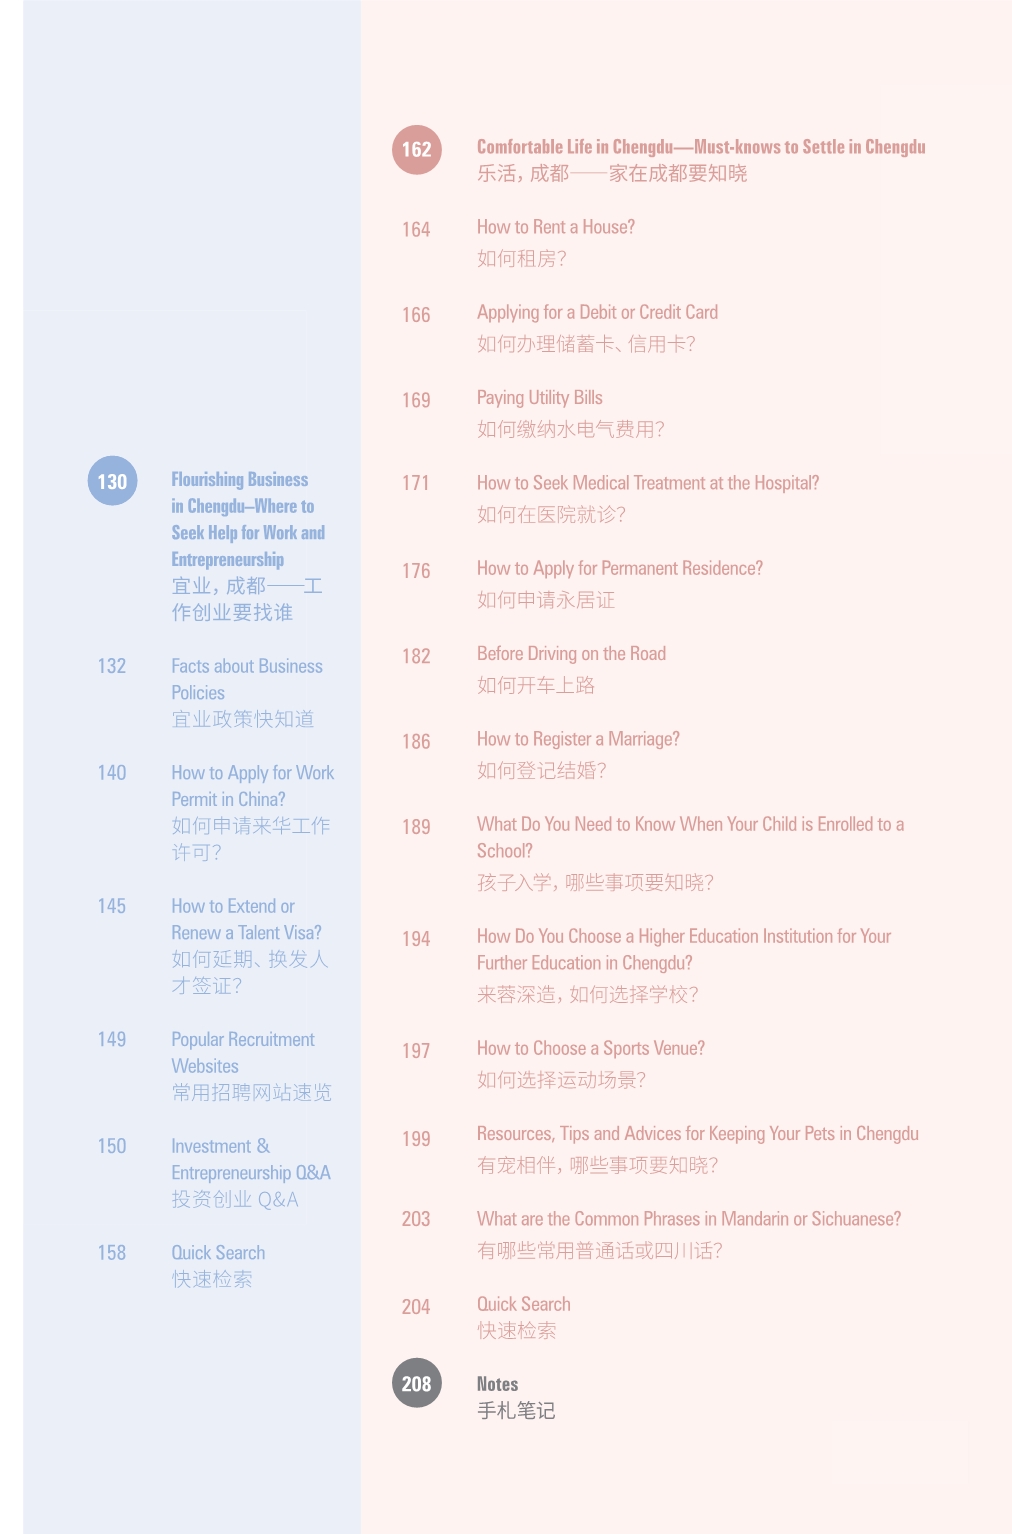 130
Flourishing Business
in Chengdu–Where to
Seek Help for Work and
Entrepreneurship
宜业，成都——工
作创业要找谁
132
Facts about Business
Policies
宜业政策快知道
140
How to Apply for Work
Permit in China?
如何申请来华工作
许可？
145
How to Extend or
Renew a Talent Visa?
如何延期、换发人
才签证？
149
Popular Recruitment
Websites
常用招聘网站速览
150
Investment &
Entrepreneurship Q&A
投资创业 Q&A
158
Quick Search
快速检索
162
Comfortable Life in Chengdu—Must-knows to Settle in Chengdu
乐活，成都——家在成都要知晓
164
How to Rent a House?
如何租房？
166
Applying for a Debit or Credit Card
如何办理储蓄卡、信用卡？
169
Paying Utility Bills
如何缴纳水电气费用？
171
How to Seek Medical Treatment at the Hospital?
如何在医院就诊？
176
How to Apply for Permanent Residence?
如何申请永居证
182
Before Driving on the Road
如何开车上路
186
How to Register a Marriage?
如何登记结婚？
189
What Do You Need to Know When Your Child is Enrolled to a
School?
孩子入学，哪些事项要知晓？
194
How Do You Choose a Higher Education Institution for Your
Further Education in Chengdu?
来蓉深造，如何选择学校？
197
How to Choose a Sports Venue?
如何选择运动场景？
199
Resources, Tips and Advices for Keeping Your Pets in Chengdu
有宠相伴，哪些事项要知晓？
203
What are the Common Phrases in Mandarin or Sichuanese?
有哪些常用普通话或四川话？
204
Quick Search
快速检索
208
Notes
手札笔记